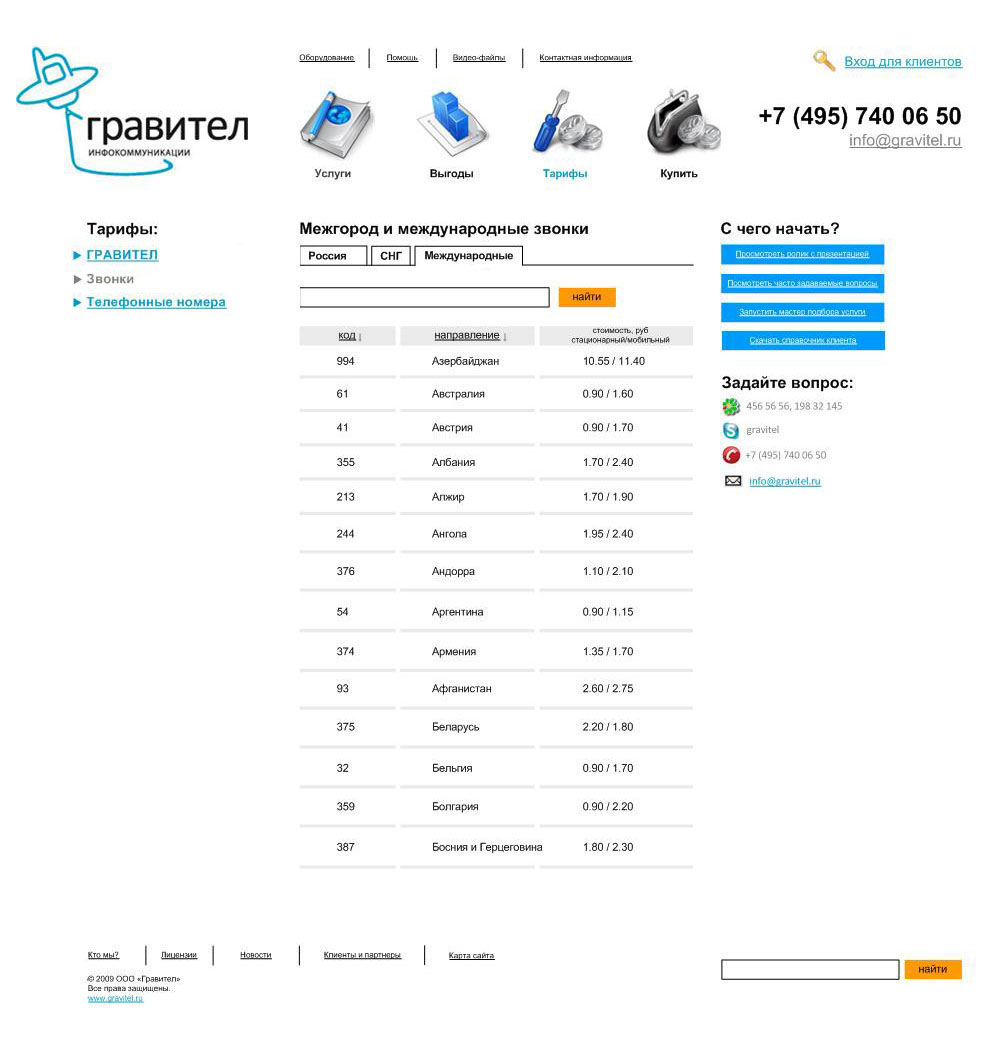 Оборудование
Помощь
Видео-файлы
Контактная информация
Вход для клиентов
гравител
ИНФОКОММУНИКАЦИИ
+7 (495) 740 06 50
info@gravitel.ru
Услуги
Выгоды
Тарифы
Купить
Тарифы:
ГРАВИТЕЛ
Звонки
Телефонные номера
Межгород и международные звонки
Россия
СНГ
Международные
найти
код ↓
направление ↓
стоимость, руб
стационарный/мобильный
994 Азербайджан 10.55 / 11.40
61 Австралия 0.90 / 1.60
41 Австрия 0.90 / 1.70
355 Албания 1.70 / 2.40
213 Алжир 1.70 / 1.90
244 Ангола 1.95 / 2.40
376 Андорра 1.10 / 2.10
54 Аргентина 0.90 / 1.15
374 Армения 1.35 / 1.70
93 Афганистан 2.60 / 2.75
375 Беларусь 2.20 / 1.80
32 Бельгия 0.90 / 1.70
359 Болгария 0.90 / 2.20
387 Босния и Герцеговина 1.80 / 2.30
С чего начать?
Просмотреть ролик с презентацией
Посмотреть часто задаваемые вопросы
Запустить мастер подбора услуги
Скачать справочник клиента
Задайте вопрос:
456 56 56, 198 32 145
gravitel
+7 (495) 740 06 50
info@gravitel.ru
Кто мы?
Лицензии
Новости
Клиенты и партнеры
Карта сайта
© 2009 ООО «Гравител»
Все права защищены.
www.gravitel.ru
найти